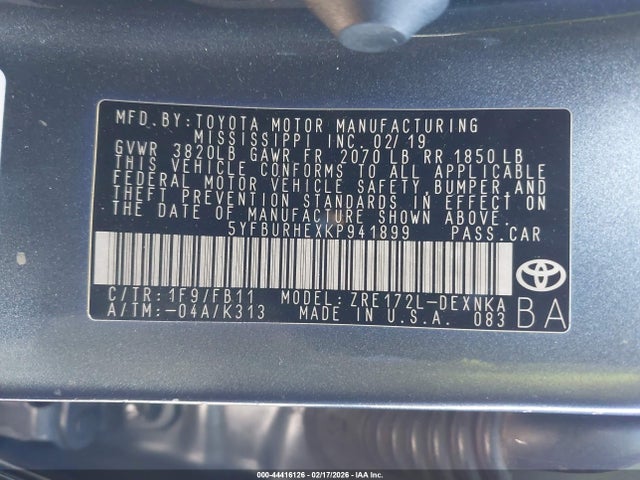 MFD. BY: TOYOTA MOTOR MANUFACTURING
MISSISSIPPI INC. 02/19
GVWR 3820LB GAWR FR 2070 LB RR 1850 LB
THIS VEHICLE CONFORMS TO ALL APPLICABLE
FEDERAL MOTOR VEHICLE SAFETY, BUMPER, AND
THEFT PREVENTION STANDARDS IN EFFECT ON
THE DATE OF MANUFACTURE SHOWN ABOVE.
5YFBURHEXKP941899 PASS. CAR
C/TR: 1F9/FB11 MODEL: ZRE172L-DEXNKA
A/TM: -04A/K313 MADE IN U.S.A. 083
BA
000-44416126 - 02/17/2026 - IAA Inc.